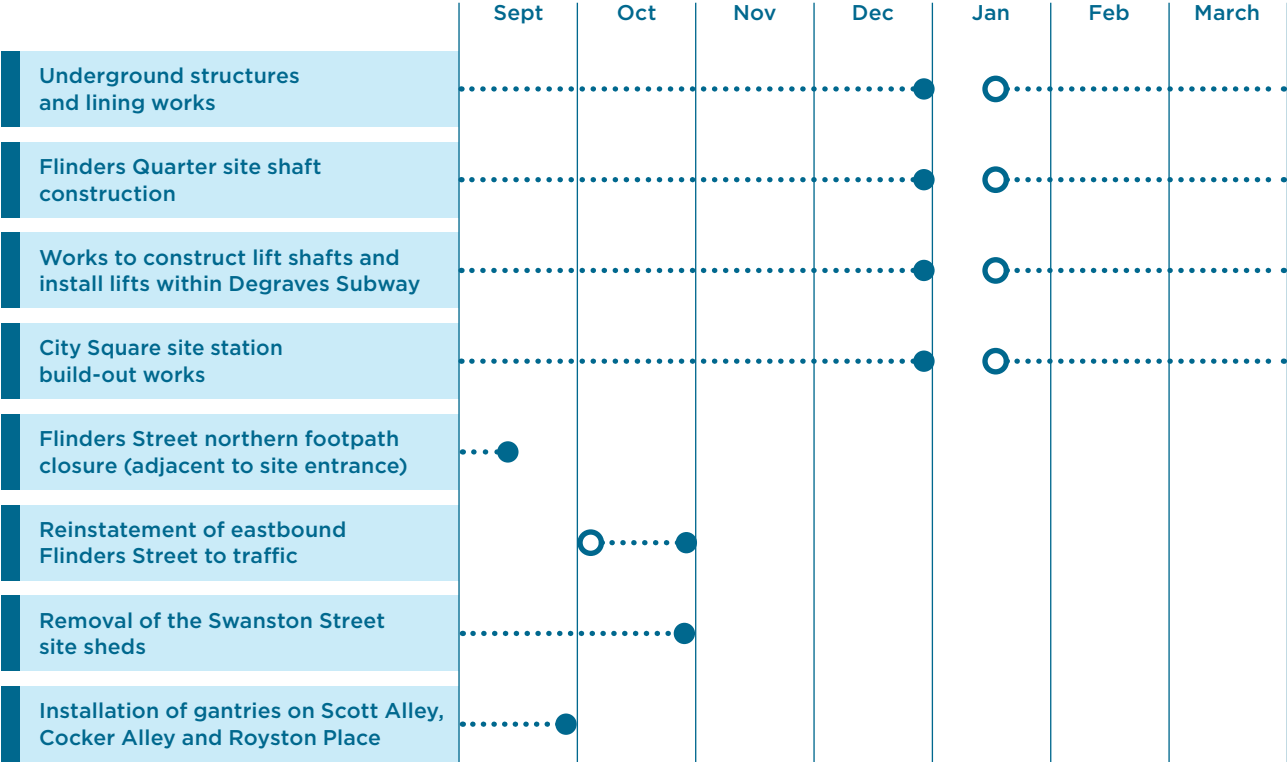 Sept Oct Nov Dec Jan Feb March
Underground structures
and lining works
Flinders Quarter site shaft
construction
Works to construct lift shafts and
install lifts within Degraves Subway
City Square site station
build-out works
Flinders Street northern footpath
closure (adjacent to site entrance)
Reinstatement of eastbound
Flinders Street to traffic
Removal of the Swanston Street
site sheds
Installation of gantries on Scott Alley,
Cocker Alley and Royston Place